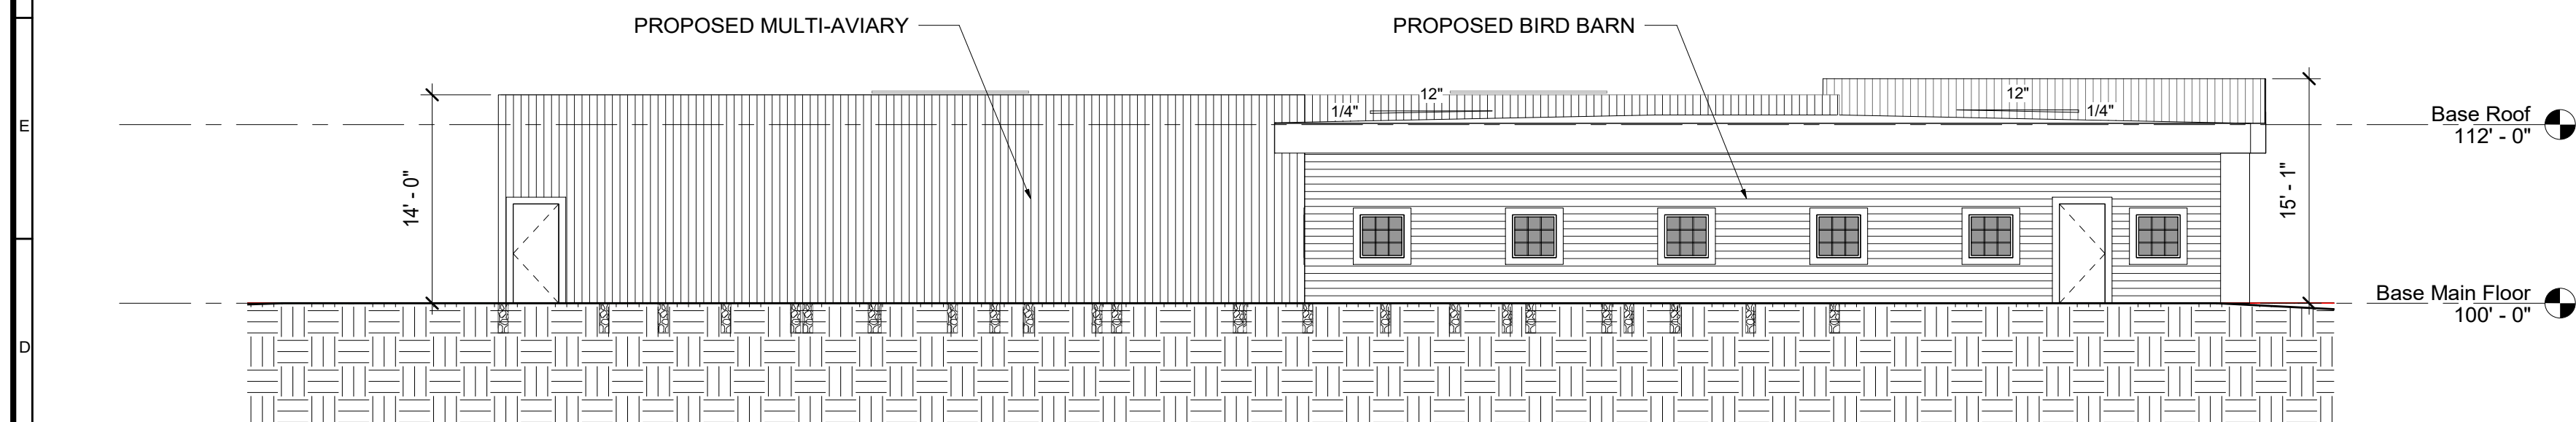 PROPOSED MULTI-AVIARY
PROPOSED BIRD BARN
12"
1/4"
12"
1/4"
E
Base Roof
112' - 0"
14' - 0"
15' - 1"
Base Main Floor
100' - 0"
D